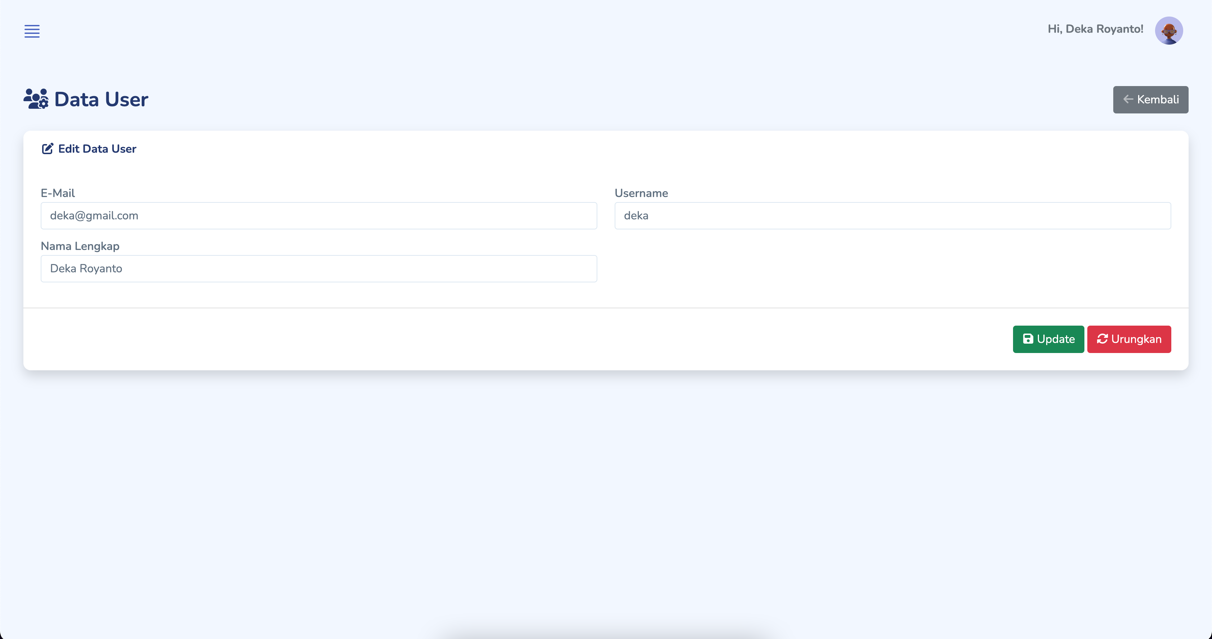 Hi, Deka Royanto!
Data User
Kembali
Edit Data User
E-Mail
Username
deka@gmail.com
deka
Nama Lengkap
Deka Royanto
Update
Urungkan